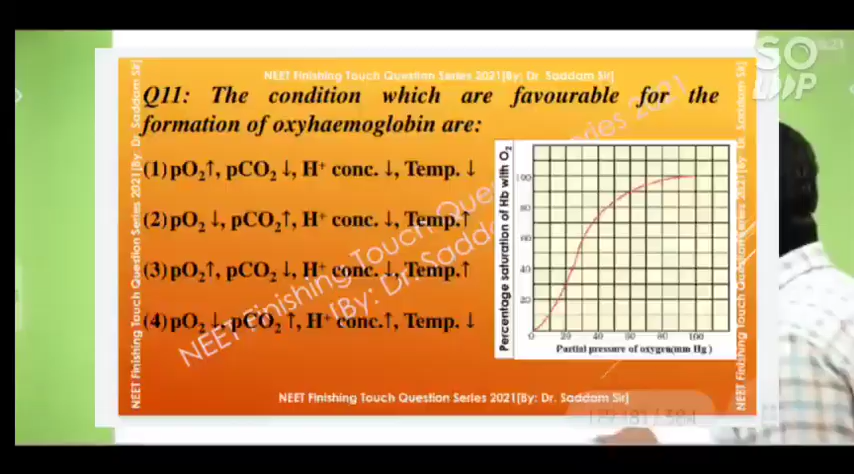 NEET Finishing Touch Question Series 2021[By: Dr. Saddam Sir]
Q11: The condition which are favourable for the
formation of oxyhaemoglobin are:
(1) pO₂↑, pCO₂ ↓, H⁺ conc. ↓, Temp. ↓
(2) pO₂ ↓, pCO₂↑, H⁺ conc. ↓, Temp.↑
(3) pO₂↑, pCO₂ ↓, H⁺ conc. ↓, Temp.↑
(4) pO₂ ↓, pCO₂ ↑, H⁺ conc.↑, Temp. ↓
Percentage saturation of Hb with O₂
100
80
60
40
20
0 20 40 60 80 100
Partial pressure of oxygen(mm Hg)
NEET Finishing Touch Question Series 2021[By: Dr. Saddam Sir]
NEET Finishing Touch Question Series 2021[By: Dr. Saddam Sir]
NEET Finishing Touch Question Series 2021[By: Dr. Saddam Sir]
NEET Finishing Touch Question Series 2021
[By: Dr. Saddam
SO